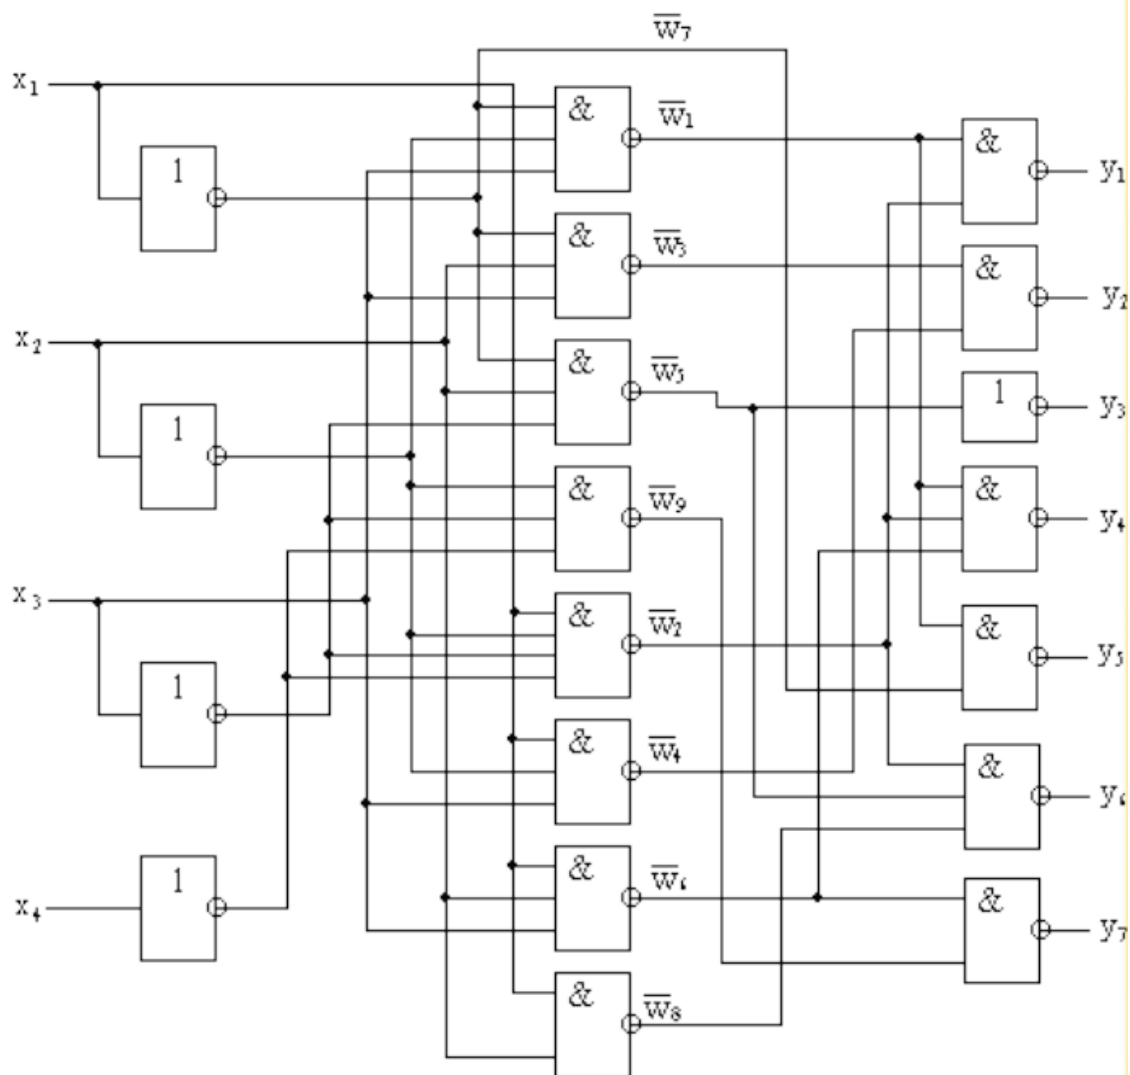 w̅₇
x₁
& w̅₁
& y₁
1
& w̅₃
& y₂
x₂
& w̅₅
1 y₃
1
& w̅₉
& y₄
x₃
& w̅₂
& y₅
1
& w̅₄
& y₆
1
& w̅₆
& y₇
x₄
& w̅₈